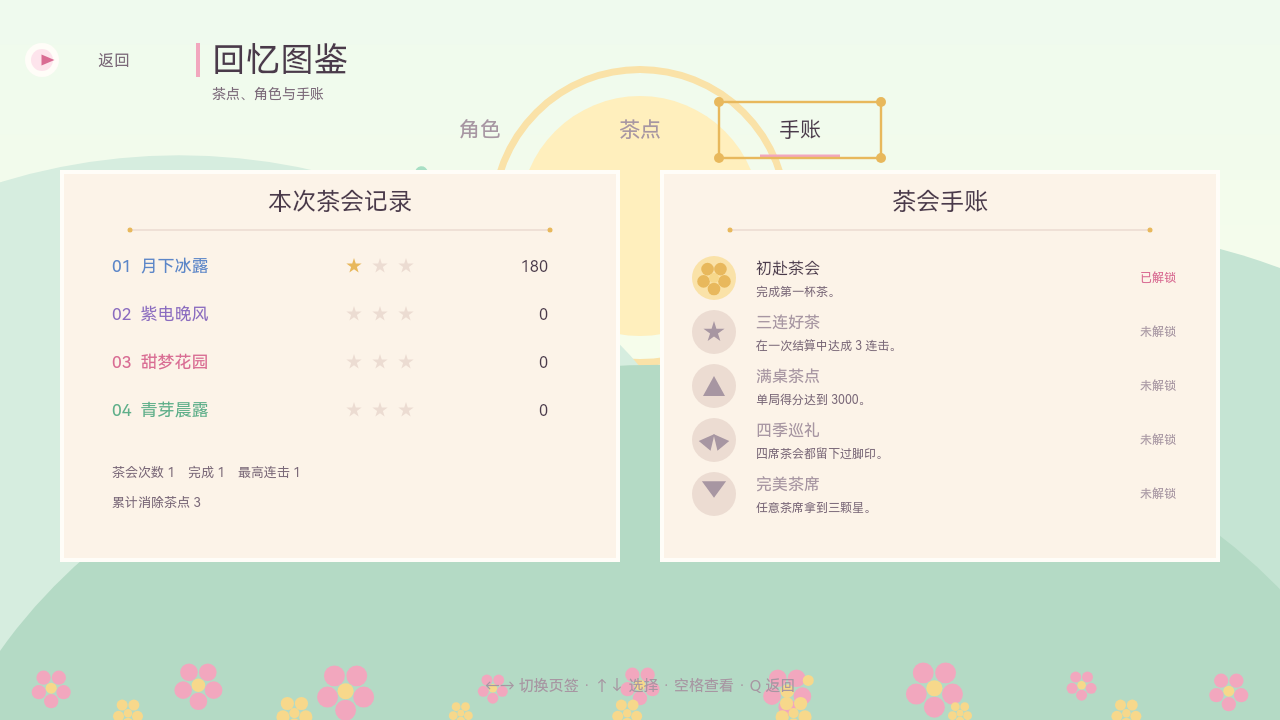 返回
回忆图鉴
茶点、角色与手账
角色
茶点
手账
本次茶会记录
01 月下冰露 180
02 紫电晚风 0
03 甜梦花园 0
04 青芽晨露 0
茶会次数 1 完成 1 最高连击 1
累计消除茶点 3
茶会手账
初赴茶会
完成第一杯茶。
已解锁
三连好茶
在一次结算中达成 3 连击。
未解锁
满桌茶点
单局得分达到 3000。
未解锁
四季巡礼
四席茶会都留下过脚印。
未解锁
完美茶席
任意茶席拿到三颗星。
未解锁
←→ 切换页签 · ↑↓ 选择 · 空格查看 · Q 返回